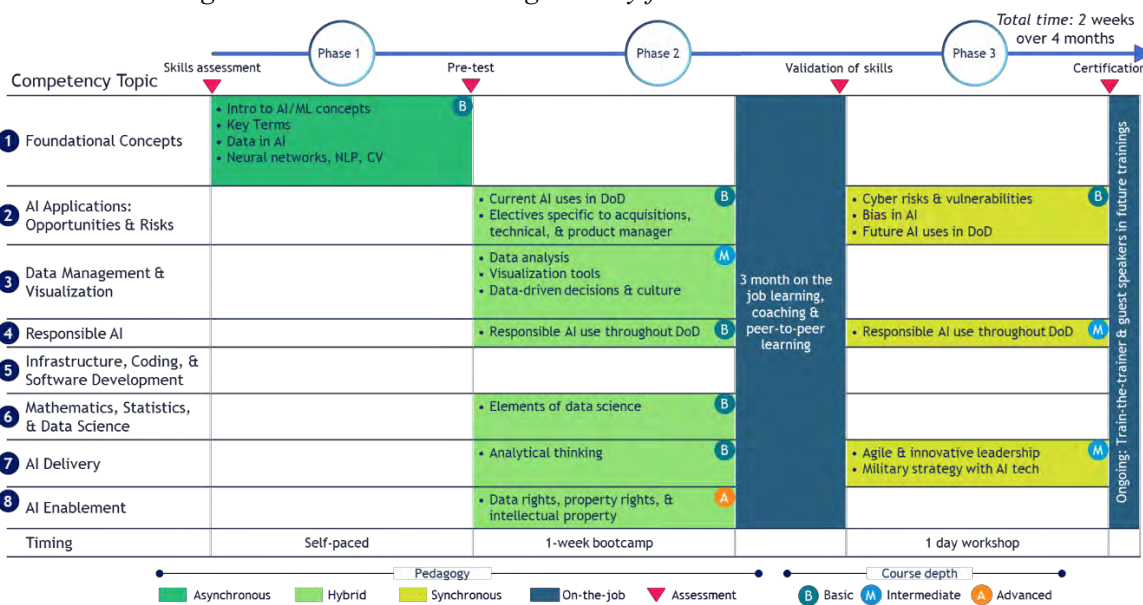 Total time: 2 weeks
over 4 months
Phase 1
Phase 2
Phase 3
Skills assessment
Pre-test
Validation of skills
Certification
Competency Topic
1 Foundational Concepts
• Intro to AI/ML concepts
• Key Terms
• Data in AI
• Neural networks, NLP, CV
B
2 AI Applications:
Opportunities & Risks
• Current AI uses in DoD
• Electives specific to acquisitions,
technical, & product manager
B
• Cyber risks & vulnerabilities
• Bias in AI
• Future AI uses in DoD
B
3 Data Management &
Visualization
• Data analysis
• Visualization tools
• Data-driven decisions & culture
M
3 month on the
job learning,
coaching &
peer-to-peer
learning
4 Responsible AI
• Responsible AI use throughout DoD
B
• Responsible AI use throughout DoD
M
5 Infrastructure, Coding, &
Software Development
6 Mathematics, Statistics,
& Data Science
• Elements of data science
B
7 AI Delivery
• Analytical thinking
B
• Agile & innovative leadership
• Military strategy with AI tech
M
8 AI Enablement
• Data rights, property rights, &
intellectual property
A
Ongoing: Train-the-trainer & guest speakers in future trainings
Timing
Self-paced
1-week bootcamp
1 day workshop
Pedagogy
Course depth
Asynchronous
Hybrid
Synchronous
On-the-job
Assessment
B Basic
M Intermediate
A Advanced